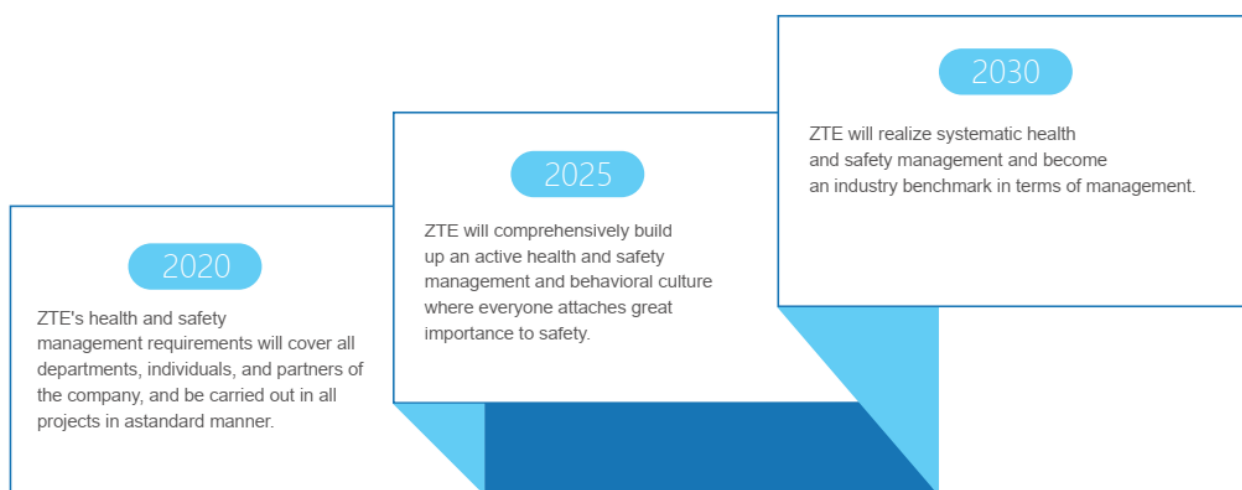 2020
ZTE's health and safety
management requirements will cover all
departments, individuals, and partners of
the company, and be carried out in all
projects in astandard manner.
2025
ZTE will comprehensively build
up an active health and safety
management and behavioral culture
where everyone attaches great
importance to safety.
2030
ZTE will realize systematic health
and safety management and become
an industry benchmark in terms of management.